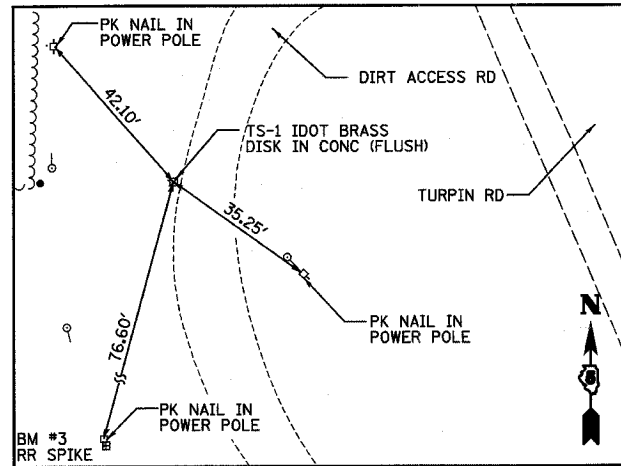 PK NAIL IN
POWER POLE
DIRT ACCESS RD
42.10'
TS-1 IDOT BRASS
DISK IN CONC (FLUSH)
TURPIN RD
35.25'
PK NAIL IN
POWER POLE
N
76.60'
5
PK NAIL IN
POWER POLE
BM #3
RR SPIKE